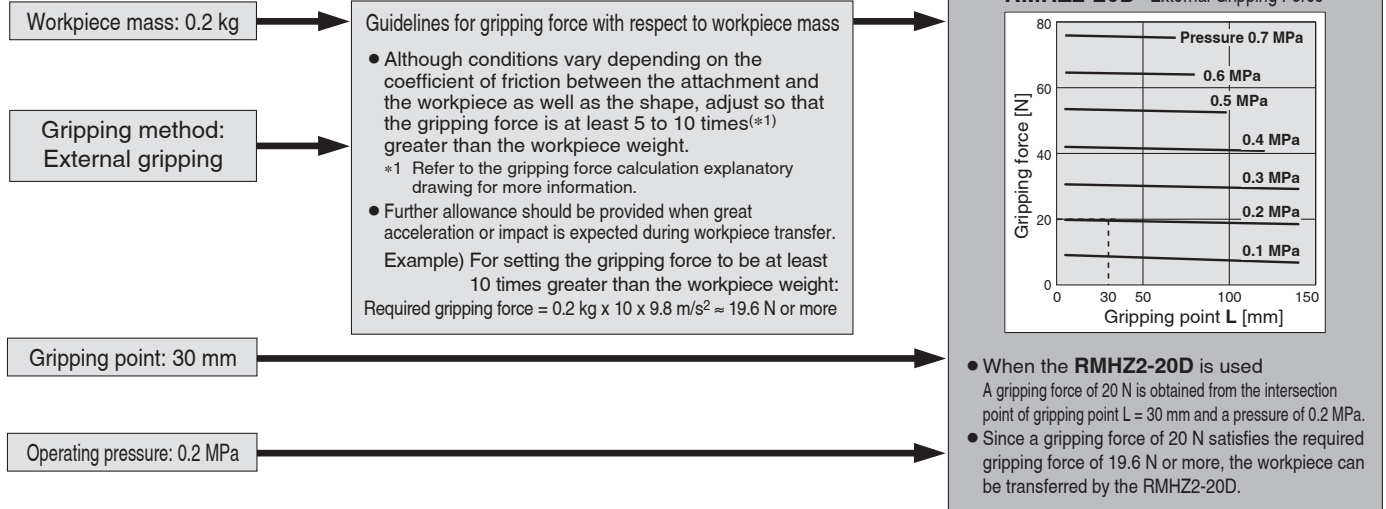 Workpiece mass: 0.2 kg
Gripping method:
External gripping
Guidelines for gripping force with respect to workpiece mass
● Although conditions vary depending on the
coefficient of friction between the attachment and
the workpiece as well as the shape, adjust so that
the gripping force is at least 5 to 10 times(*1)
greater than the workpiece weight.
*1 Refer to the gripping force calculation explanatory
drawing for more information.
● Further allowance should be provided when great
acceleration or impact is expected during workpiece transfer.
Example) For setting the gripping force to be at least
10 times greater than the workpiece weight:
Required gripping force = 0.2 kg x 10 x 9.8 m/s² ≈ 19.6 N or more
Gripping point: 30 mm
Operating pressure: 0.2 MPa
80
60
40
20
0
Gripping force [N]
Pressure 0.7 MPa
0.6 MPa
0.5 MPa
0.4 MPa
0.3 MPa
0.2 MPa
0.1 MPa
0 30 50 100 150
Gripping point L [mm]
● When the RMHZ2-20D is used
A gripping force of 20 N is obtained from the intersection
point of gripping point L = 30 mm and a pressure of 0.2 MPa.
● Since a gripping force of 20 N satisfies the required
gripping force of 19.6 N or more, the workpiece can
be transferred by the RMHZ2-20D.